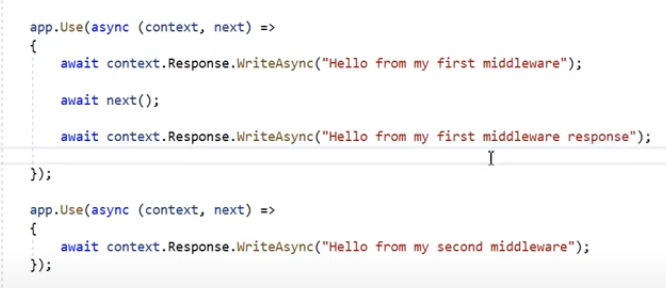 app.Use(async (context, next) =>
{
    await context.Response.WriteAsync("Hello from my first middleware");
    await next();
    await context.Response.WriteAsync("Hello from my first middleware response");
});
app.Use(async (context, next) =>
{
    await context.Response.WriteAsync("Hello from my second middleware");
});